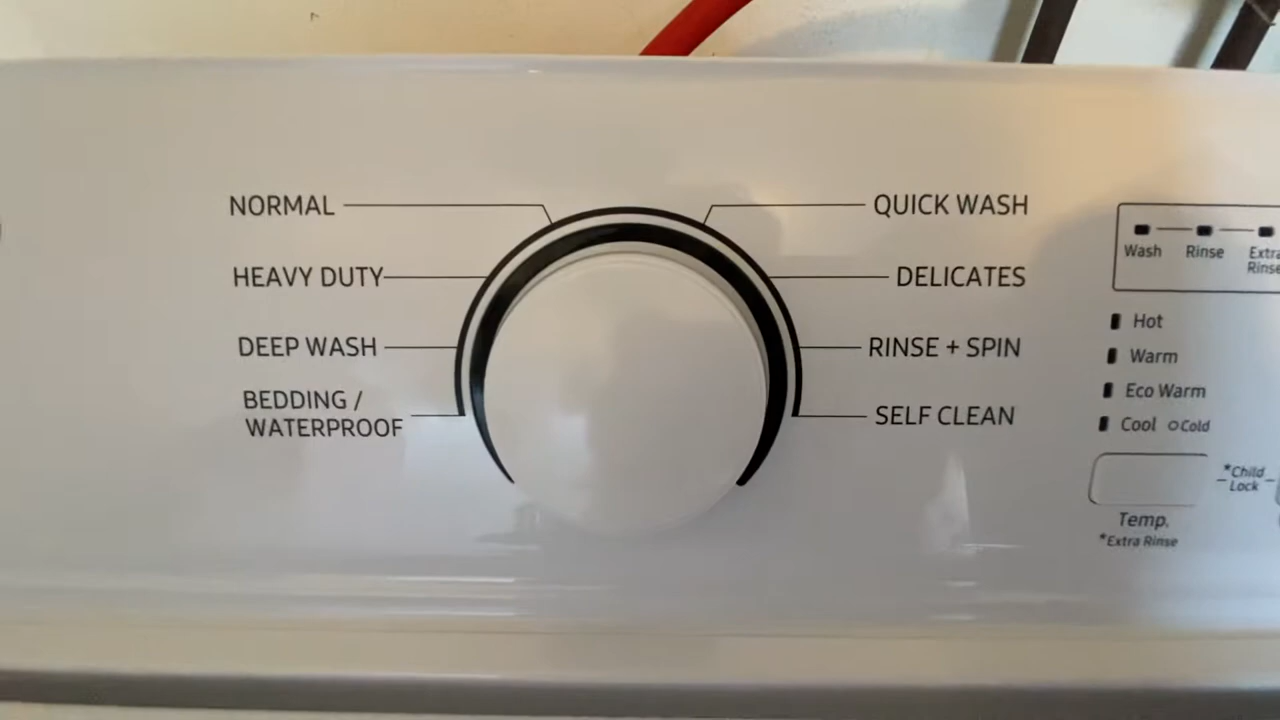 NORMAL
HEAVY DUTY
DEEP WASH
BEDDING /
WATERPROOF
QUICK WASH
DELICATES
RINSE + SPIN
SELF CLEAN
Wash
Rinse
Extra
Rinse
Hot
Warm
Eco Warm
Cool Cold
*Child
Lock
Temp.
*Extra Rinse